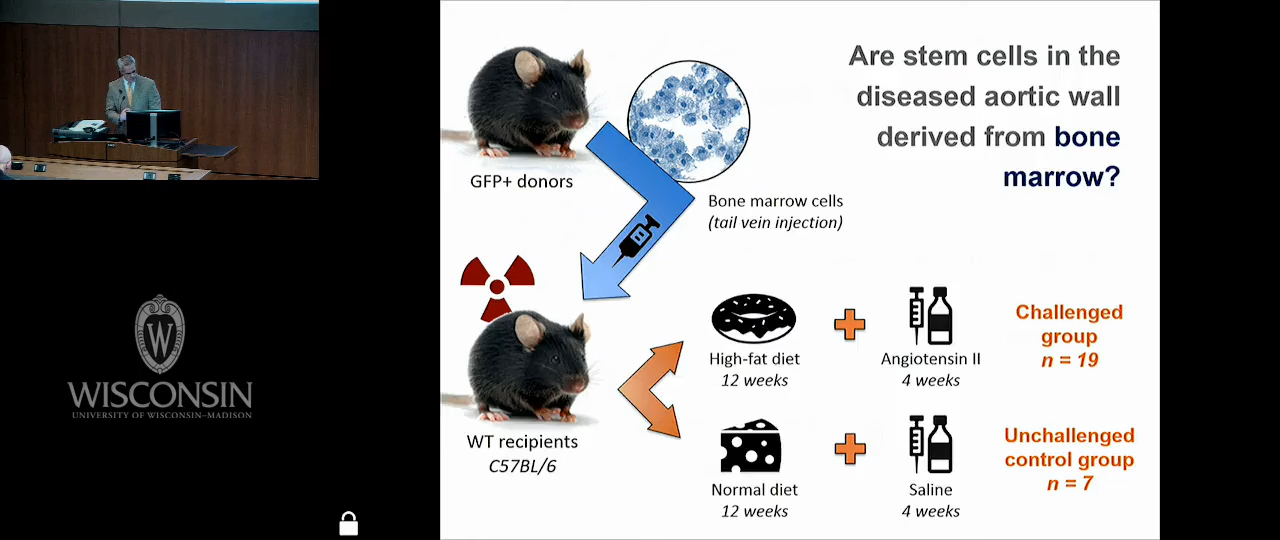 Are stem cells in the
diseased aortic wall
derived from bone
marrow?
GFP+ donors
Bone marrow cells
(tail vein injection)
WT recipients
C57BL/6
High-fat diet
12 weeks
Angiotensin II
4 weeks
Challenged
group
n = 19
Normal diet
12 weeks
Saline
4 weeks
Unchallenged
control group
n = 7
W
WISCONSIN
UNIVERSITY OF WISCONSIN–MADISON